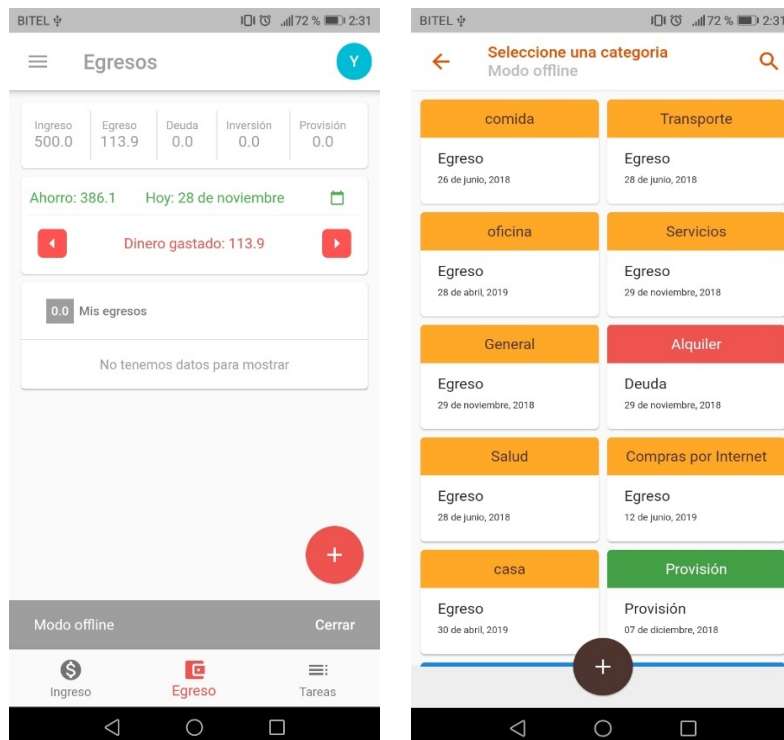 BITEL 72 % 2:31
Egresos Y
Ingreso Egreso Deuda Inversión Provisión
500.0 113.9 0.0 0.0 0.0
Ahorro: 386.1 Hoy: 28 de noviembre
Dinero gastado: 113.9
0.0 Mis egresos
No tenemos datos para mostrar
+
Modo offline Cerrar
Ingreso Egreso Tareas
BITEL 72 % 2:31
Seleccione una categoria
Modo offline
comida Transporte
Egreso Egreso
26 de junio, 2018 28 de junio, 2018
oficina Servicios
Egreso Egreso
28 de abril, 2019 29 de noviembre, 2018
General Alquiler
Egreso Deuda
29 de noviembre, 2018 29 de noviembre, 2018
Salud Compras por Internet
Egreso Egreso
28 de junio, 2018 12 de junio, 2019
casa Provisión
Egreso Provisión
30 de abril, 2019 07 de diciembre, 2018
+